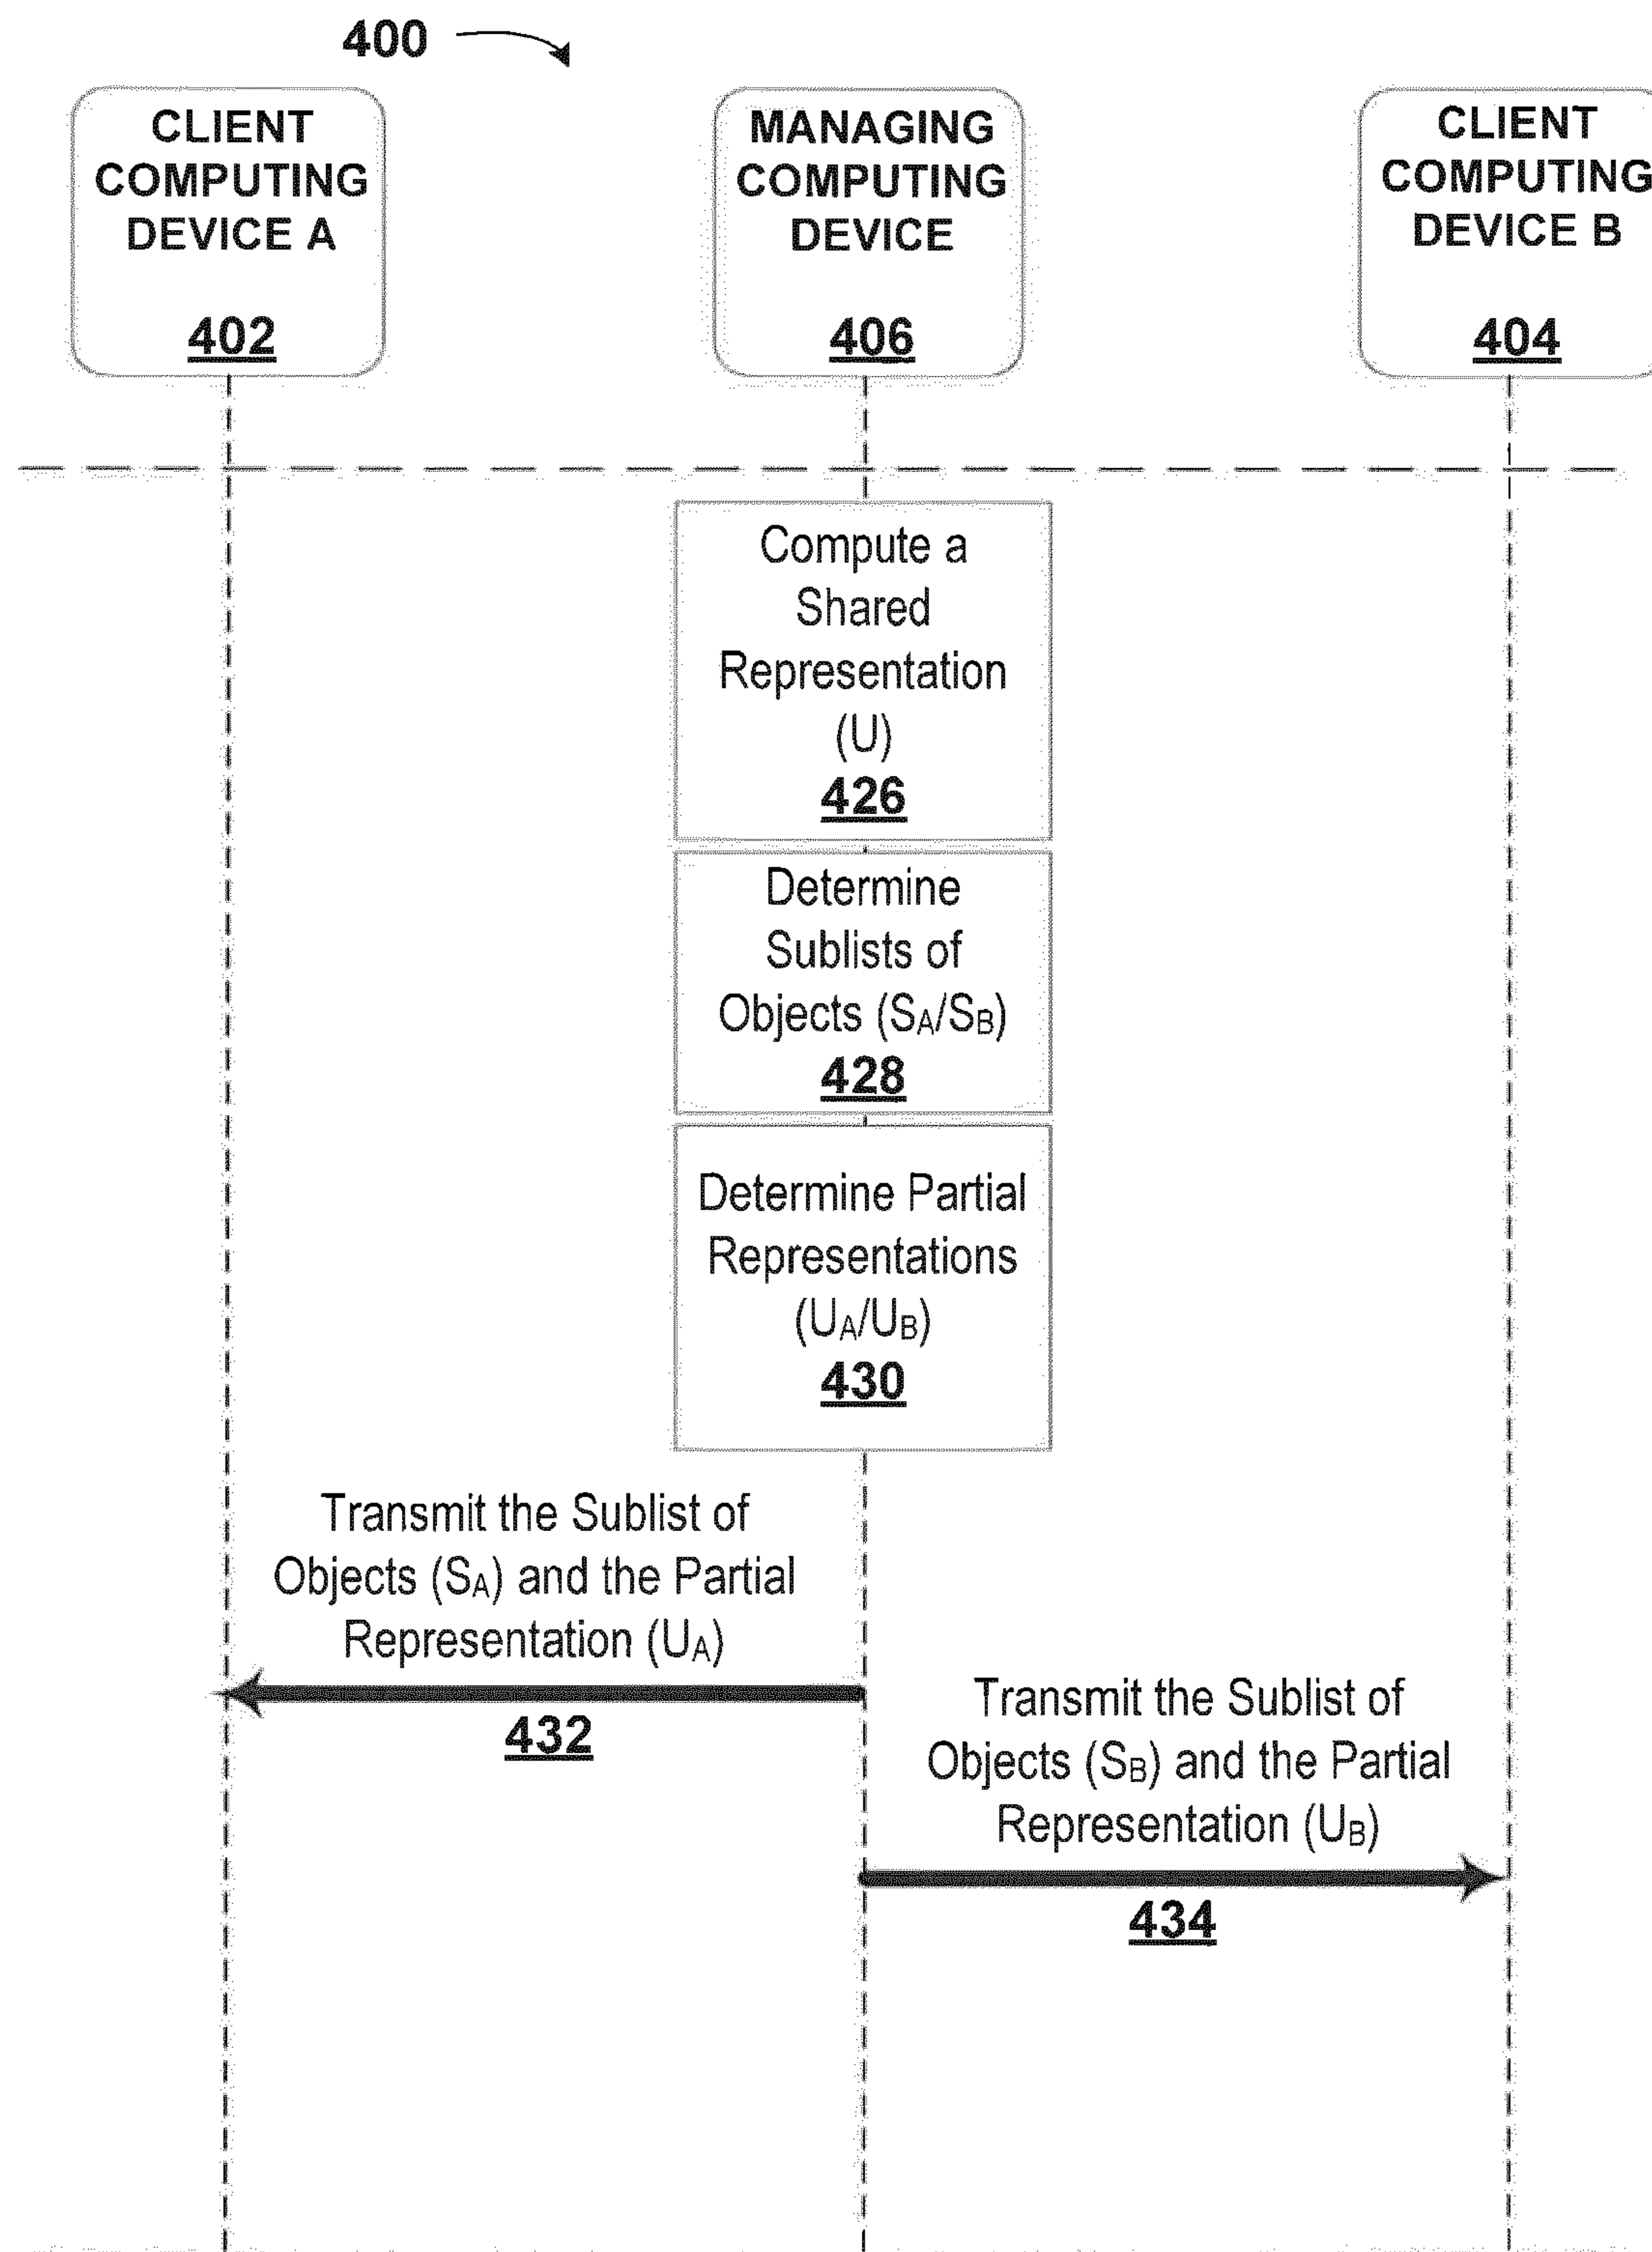 400
CLIENT
COMPUTING
DEVICE A
402
MANAGING
COMPUTING
DEVICE
406
CLIENT
COMPUTING
DEVICE B
404
Compute a
Shared
Representation
(U)
426
Determine
Sublists of
Objects (SA/SB)
428
Determine Partial
Representations
(UA/UB)
430
Transmit the Sublist of
Objects (SA) and the Partial
Representation (UA)
432
Transmit the Sublist of
Objects (SB) and the Partial
Representation (UB)
434